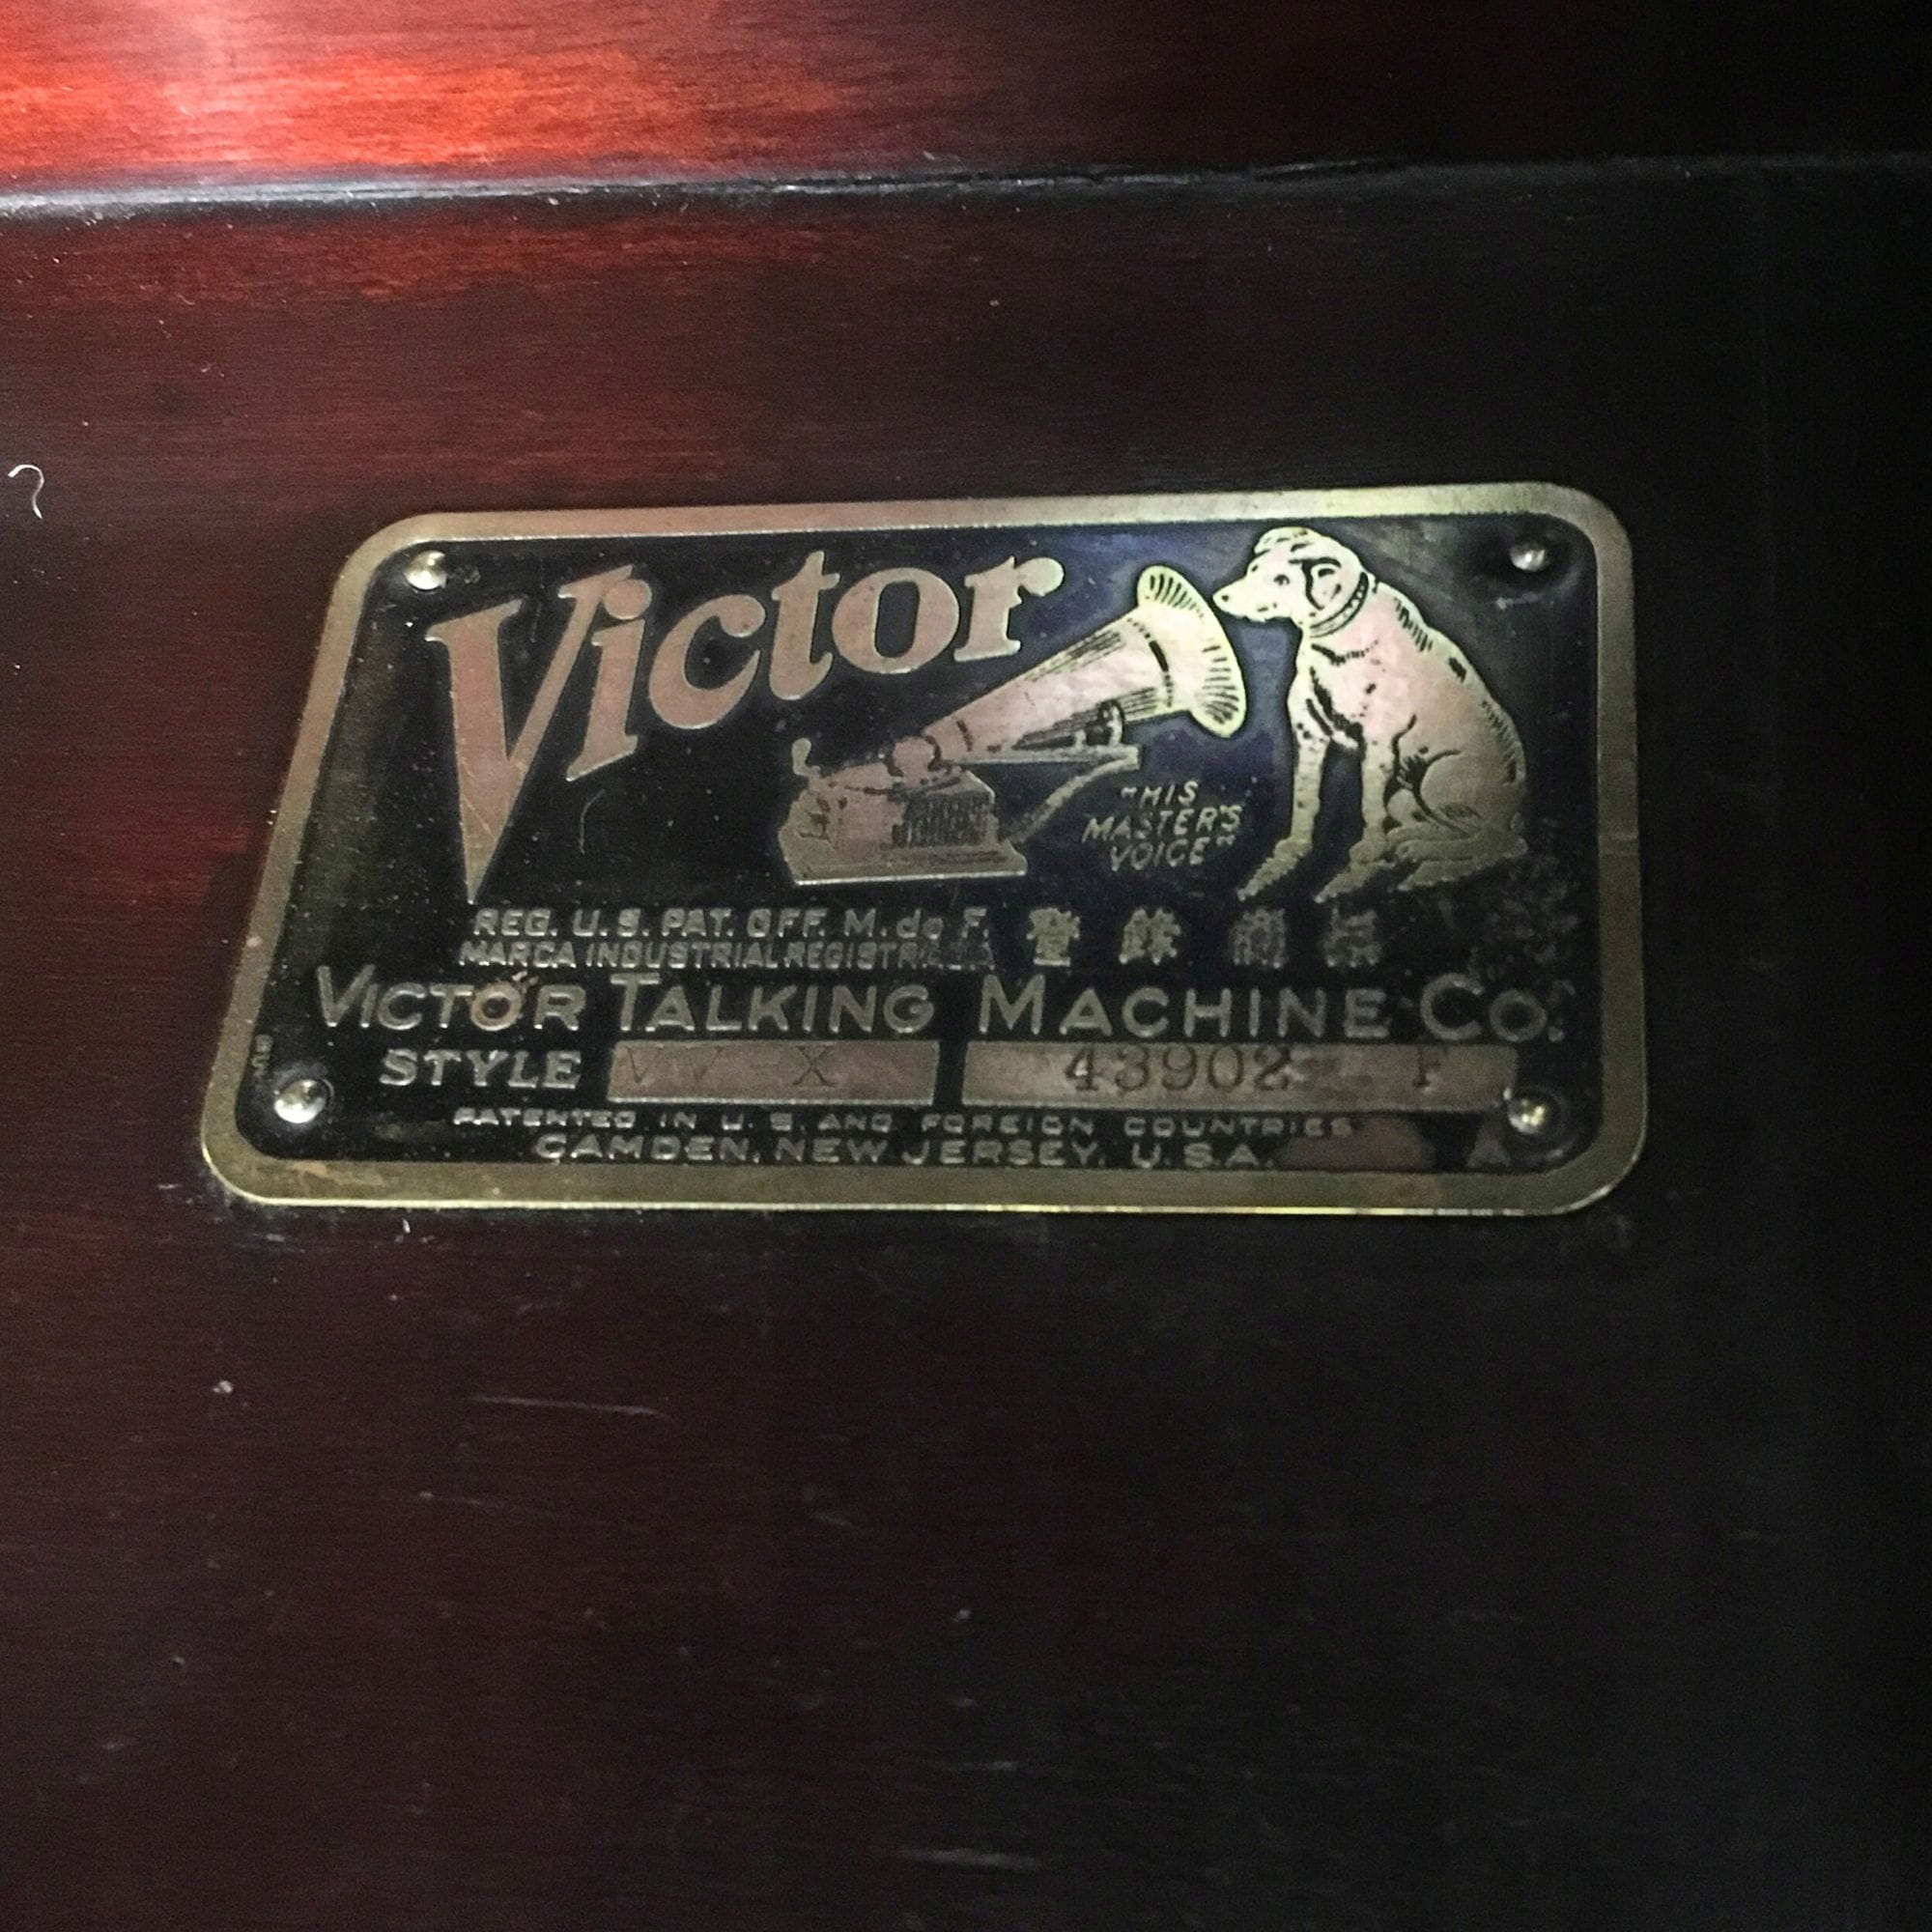 Victor
"HIS
MASTER'S
VOICE"
REG. U.S. PAT. OFF. M. de F. 登録商標
MARCA INDUSTRIAL REGISTRADA
VICTOR TALKING MACHINE CO.
STYLE VV X 43902 F
PATENTED IN U.S. AND FOREIGN COUNTRIES
CAMDEN, NEW JERSEY, U.S.A. A